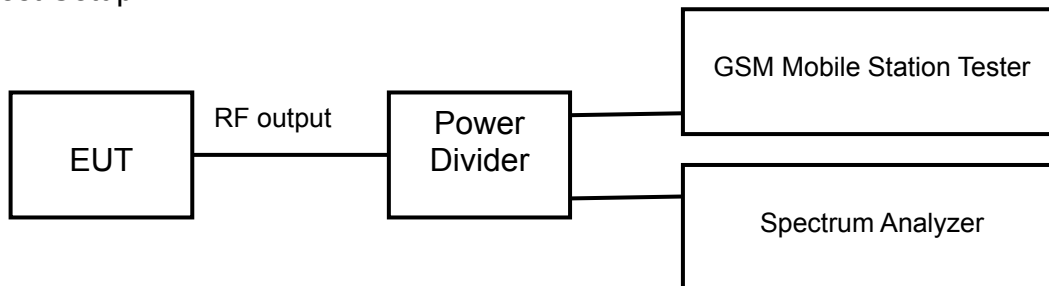 GSM Mobile Station Tester
RF output
EUT
Power
Divider
Spectrum Analyzer